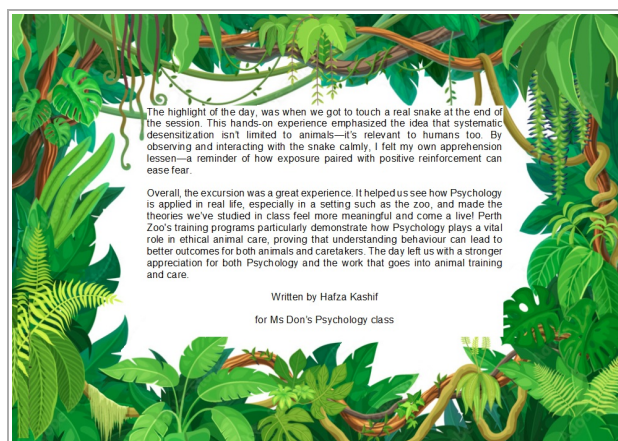 The highlight of the day, was when we got to touch a real snake at the end of
the session. This hands-on experience emphasized the idea that systematic
desensitization isn't limited to animals—it's relevant to humans too. By
observing and interacting with the snake calmly, I felt my own apprehension
lessen—a reminder of how exposure paired with positive reinforcement can
ease fear.
Overall, the excursion was a great experience. It helped us see how Psychology
is applied in real life, especially in a setting such as the zoo, and made the
theories we've studied in class feel more meaningful and come a live! Perth
Zoo's training programs particularly demonstrate how Psychology plays a vital
role in ethical animal care, proving that understanding behaviour can lead to
better outcomes for both animals and caretakers. The day left us with a stronger
appreciation for both Psychology and the work that goes into animal training
and care.
Written by Hafza Kashif
for Ms Don's Psychology class